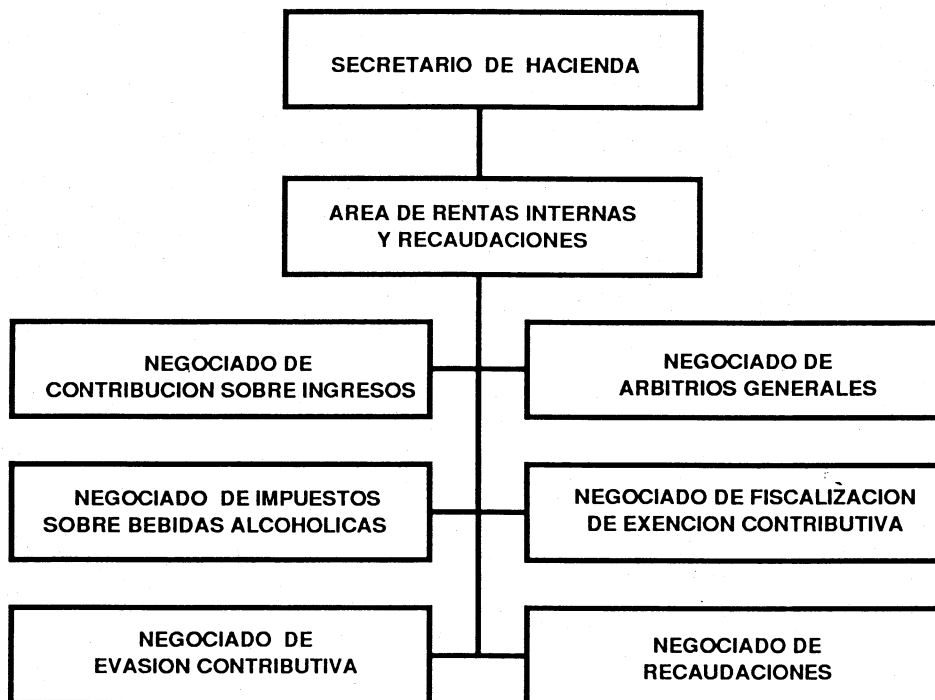 SECRETARIO DE HACIENDA
AREA DE RENTAS INTERNAS
Y RECAUDACIONES
NEGOCIADO DE
CONTRIBUCION SOBRE INGRESOS
NEGOCIADO DE
ARBITRIOS GENERALES
NEGOCIADO DE IMPUESTOS
SOBRE BEBIDAS ALCOHOLICAS
NEGOCIADO DE FISCALIZACION
DE EXENCION CONTRIBUTIVA
NEGOCIADO DE
EVASION CONTRIBUTIVA
NEGOCIADO DE
RECAUDACIONES